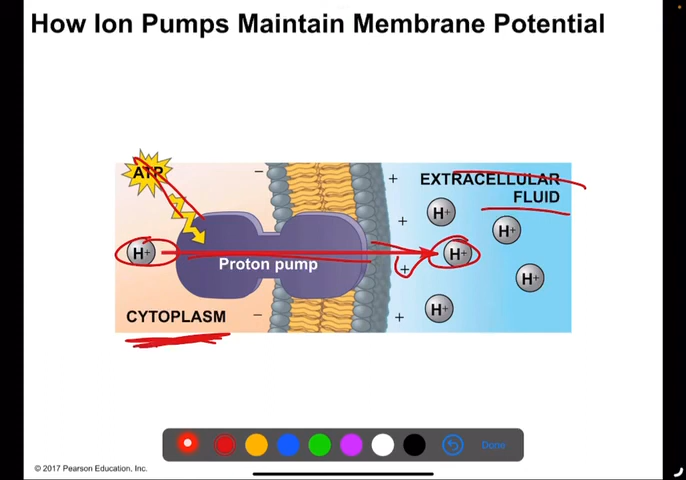 How Ion Pumps Maintain Membrane Potential
ATP
−
+
EXTRACELLULAR
FLUID
+
H+
H+
H+
Proton pump
+
H+
H+
CYTOPLASM
−
+
H+
Done
© 2017 Pearson Education, Inc.